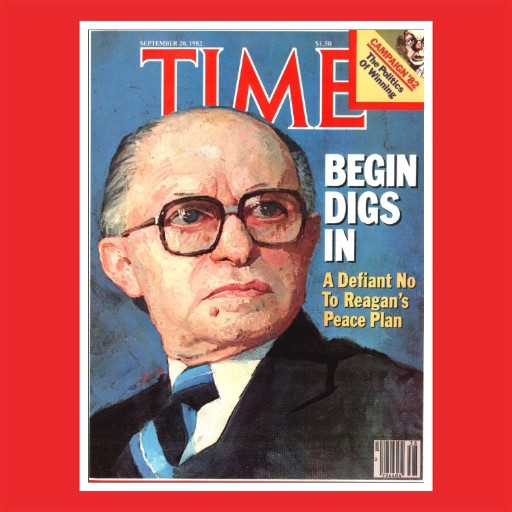 SEPTEMBER 20, 1982 $1.50
TIME
CAMPAIGN '82
The Politics
Of Winning
BEGIN
DIGS
IN
A Defiant No
To Reagan's
Peace Plan